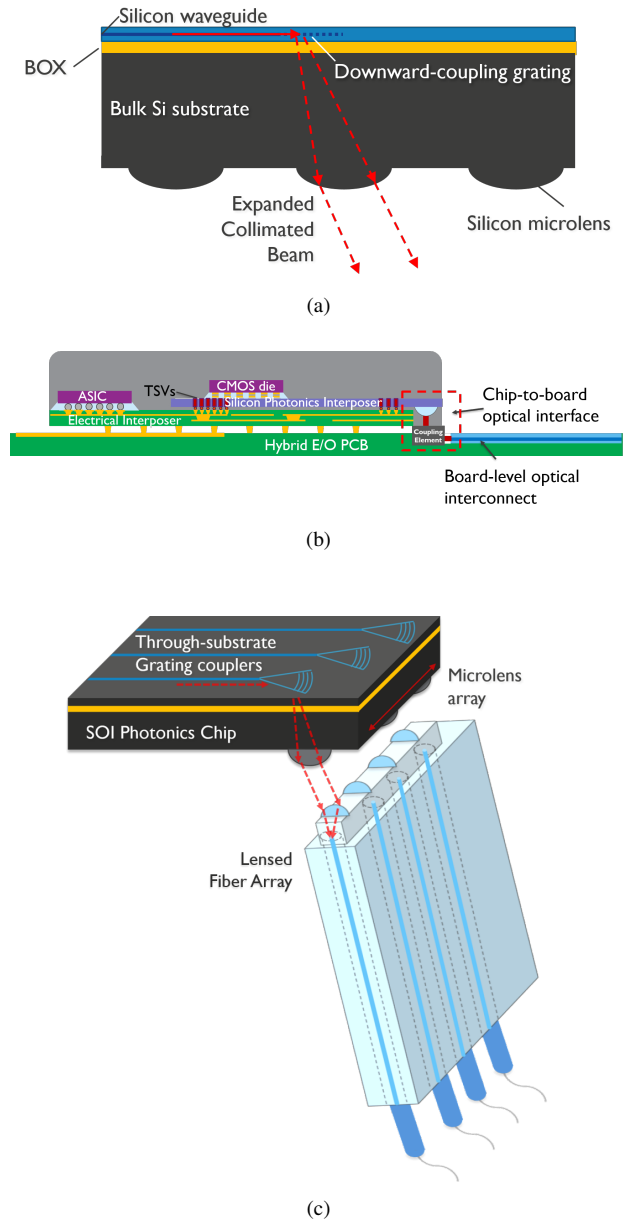 Silicon waveguide
BOX
Downward-coupling grating
Bulk Si substrate
Expanded
Collimated
Beam
Silicon microlens
(a)
CMOS die
TSVs
ASIC
Silicon Photonics Interposer
Chip-to-board
optical interface
Electrical Interposer
Coupling
Element
Hybrid E/O PCB
Board-level optical
interconnect
(b)
Through-substrate
Grating couplers
Microlens
array
SOI Photonics Chip
Lensed
Fiber Array
(c)